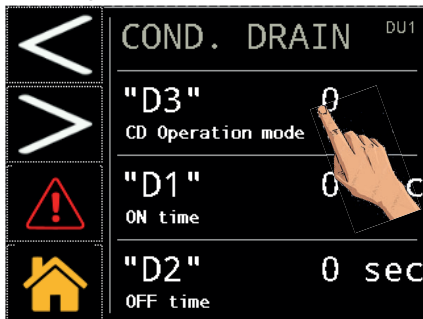 COND. DRAIN DU1
"D3" 0
CD Operation mode
"D1" 0 c
ON time
"D2" 0 sec
OFF time